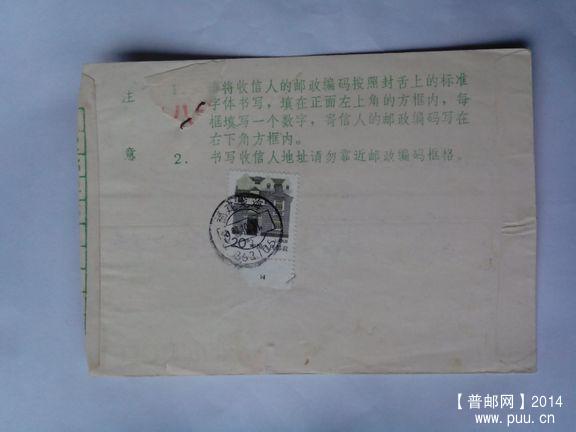 注意
1. 请将收信人的邮政编码按照封舌上的标准
字体书写，填在正面左上角的方框内，每
框填写一个数字，寄信人的邮政编码写在
右下角方框内。
2. 书写收信人地址请勿靠近邮政编码框格。
20
【普邮网】2014
www.puu.cn